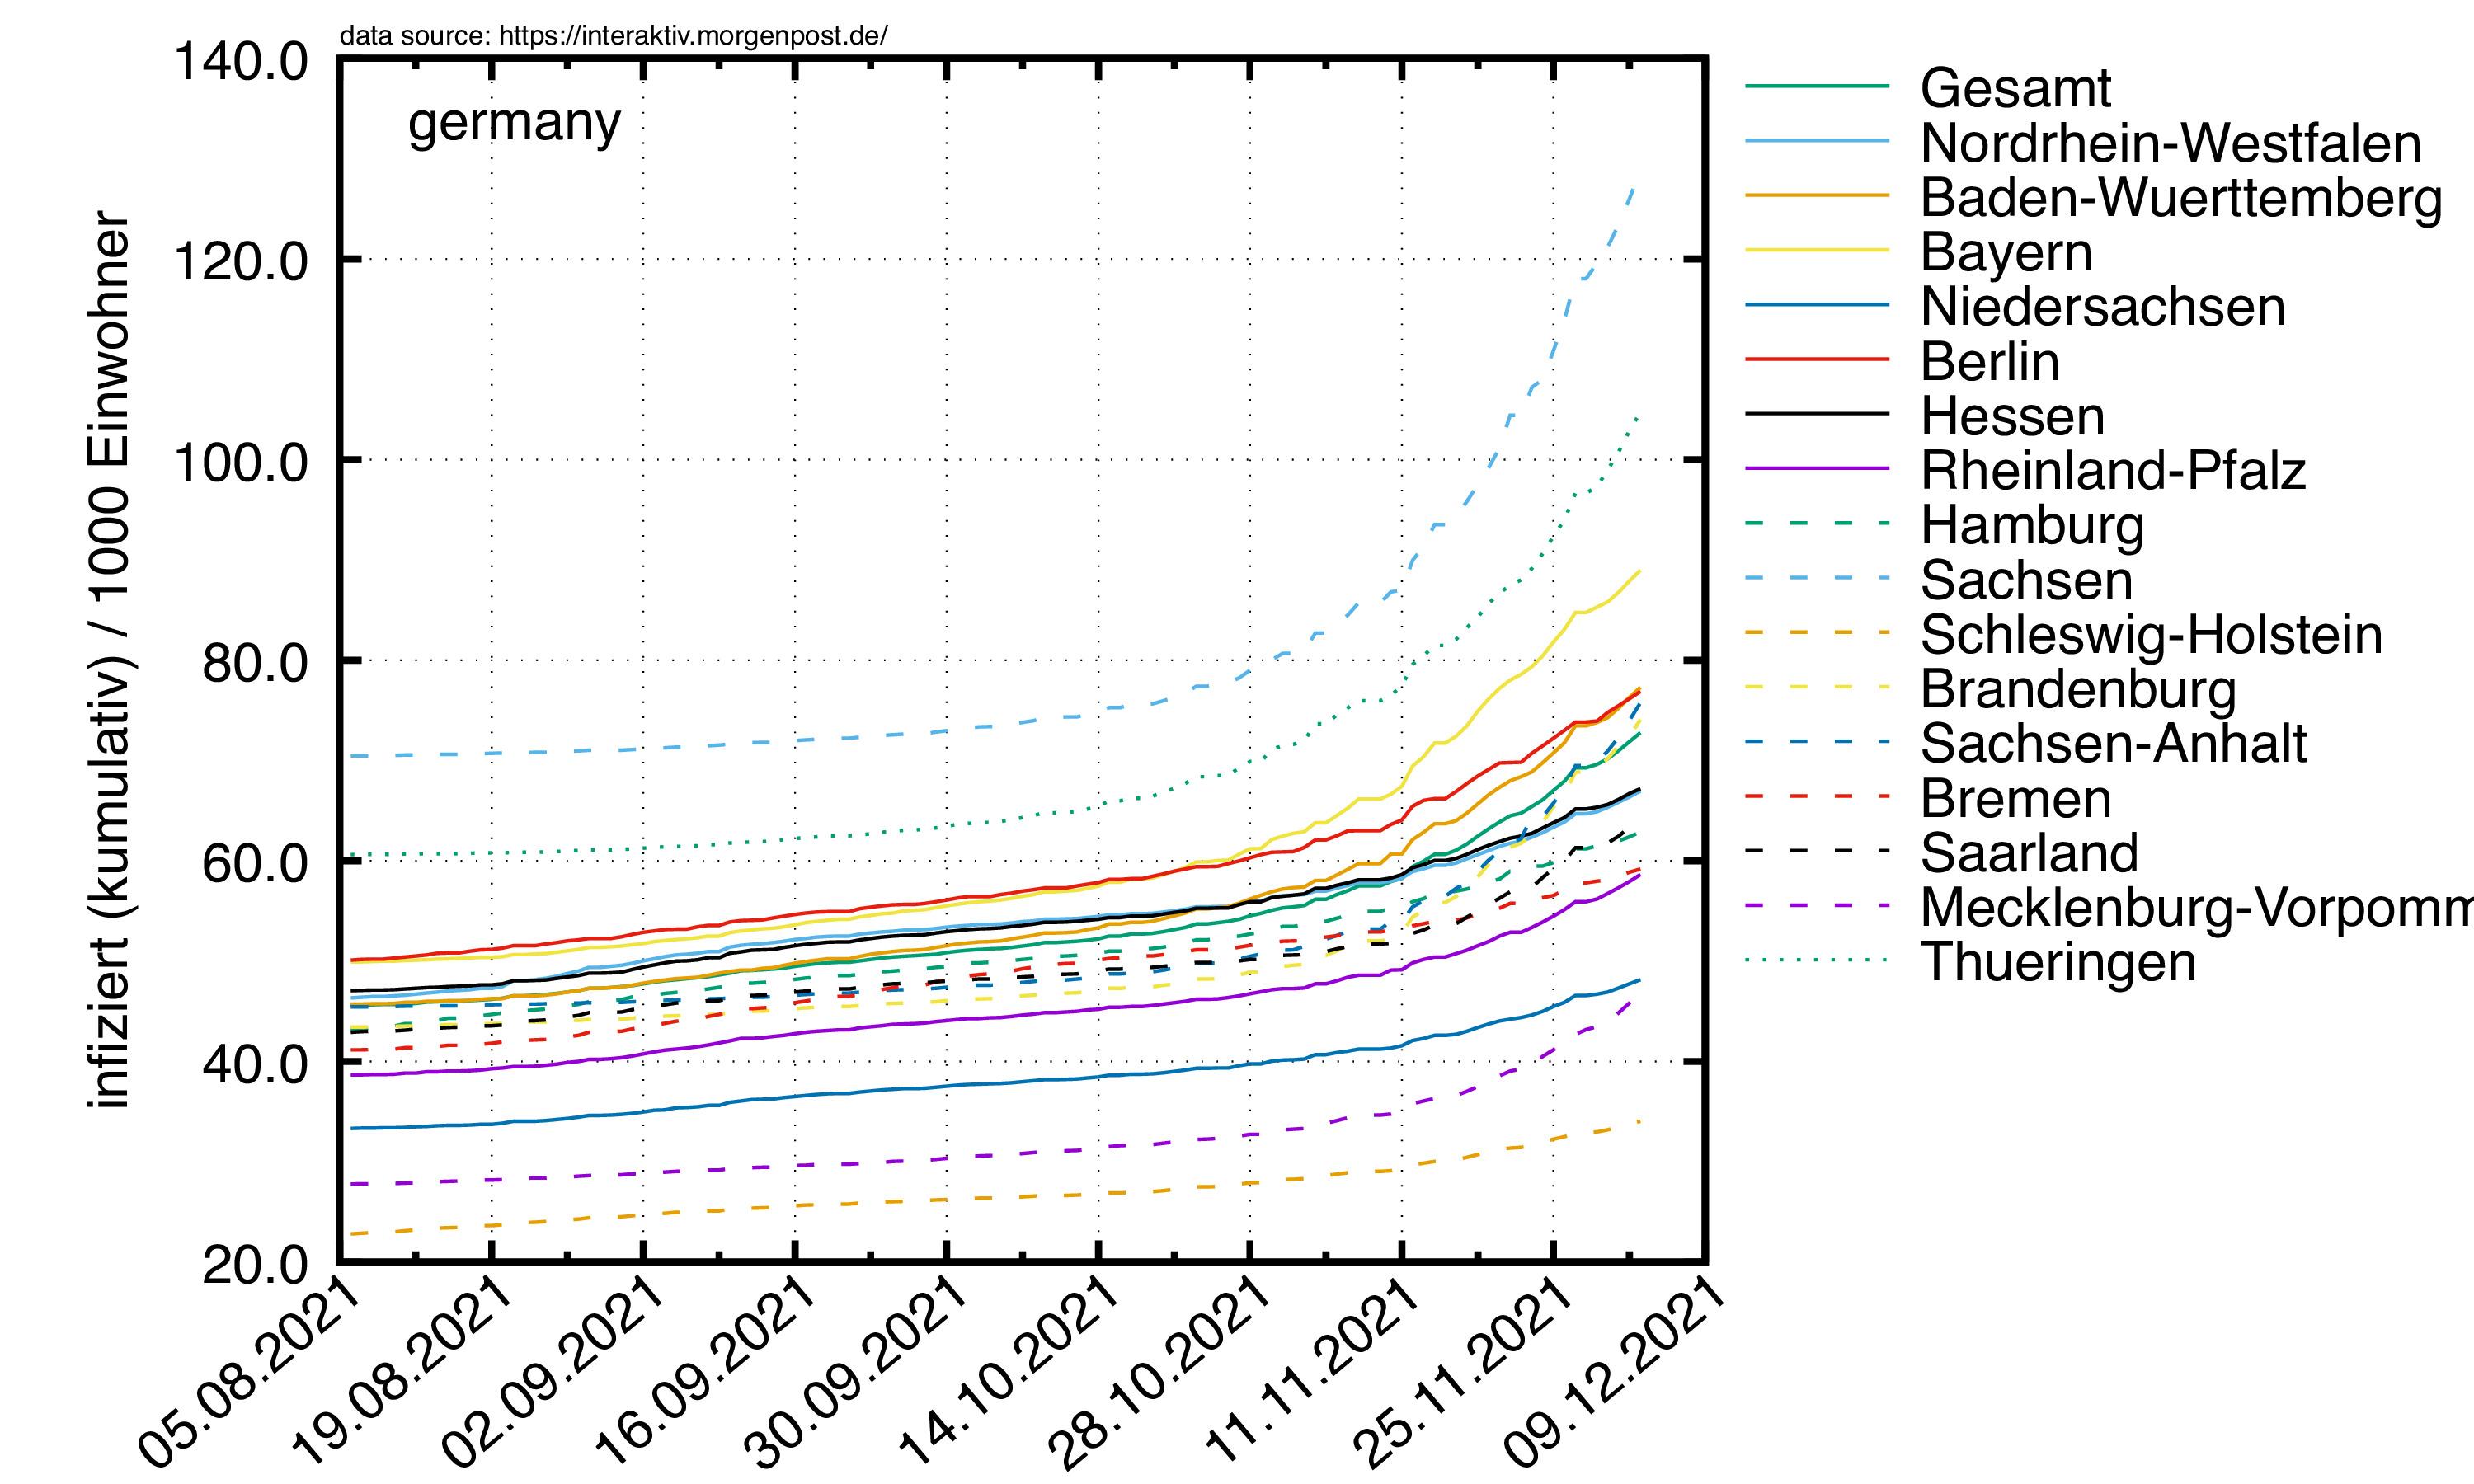 data source: https://interaktiv.morgenpost.de/
germany
infiziert (kumulativ) / 1000 Einwohner
140.0
120.0
100.0
80.0
60.0
40.0
20.0
05.08.2021
19.08.2021
02.09.2021
16.09.2021
30.09.2021
14.10.2021
28.10.2021
11.11.2021
25.11.2021
09.12.2021
Gesamt
Nordrhein-Westfalen
Baden-Wuerttemberg
Bayern
Niedersachsen
Berlin
Hessen
Rheinland-Pfalz
Hamburg
Sachsen
Schleswig-Holstein
Brandenburg
Sachsen-Anhalt
Bremen
Saarland
Mecklenburg-Vorpomm
Thueringen